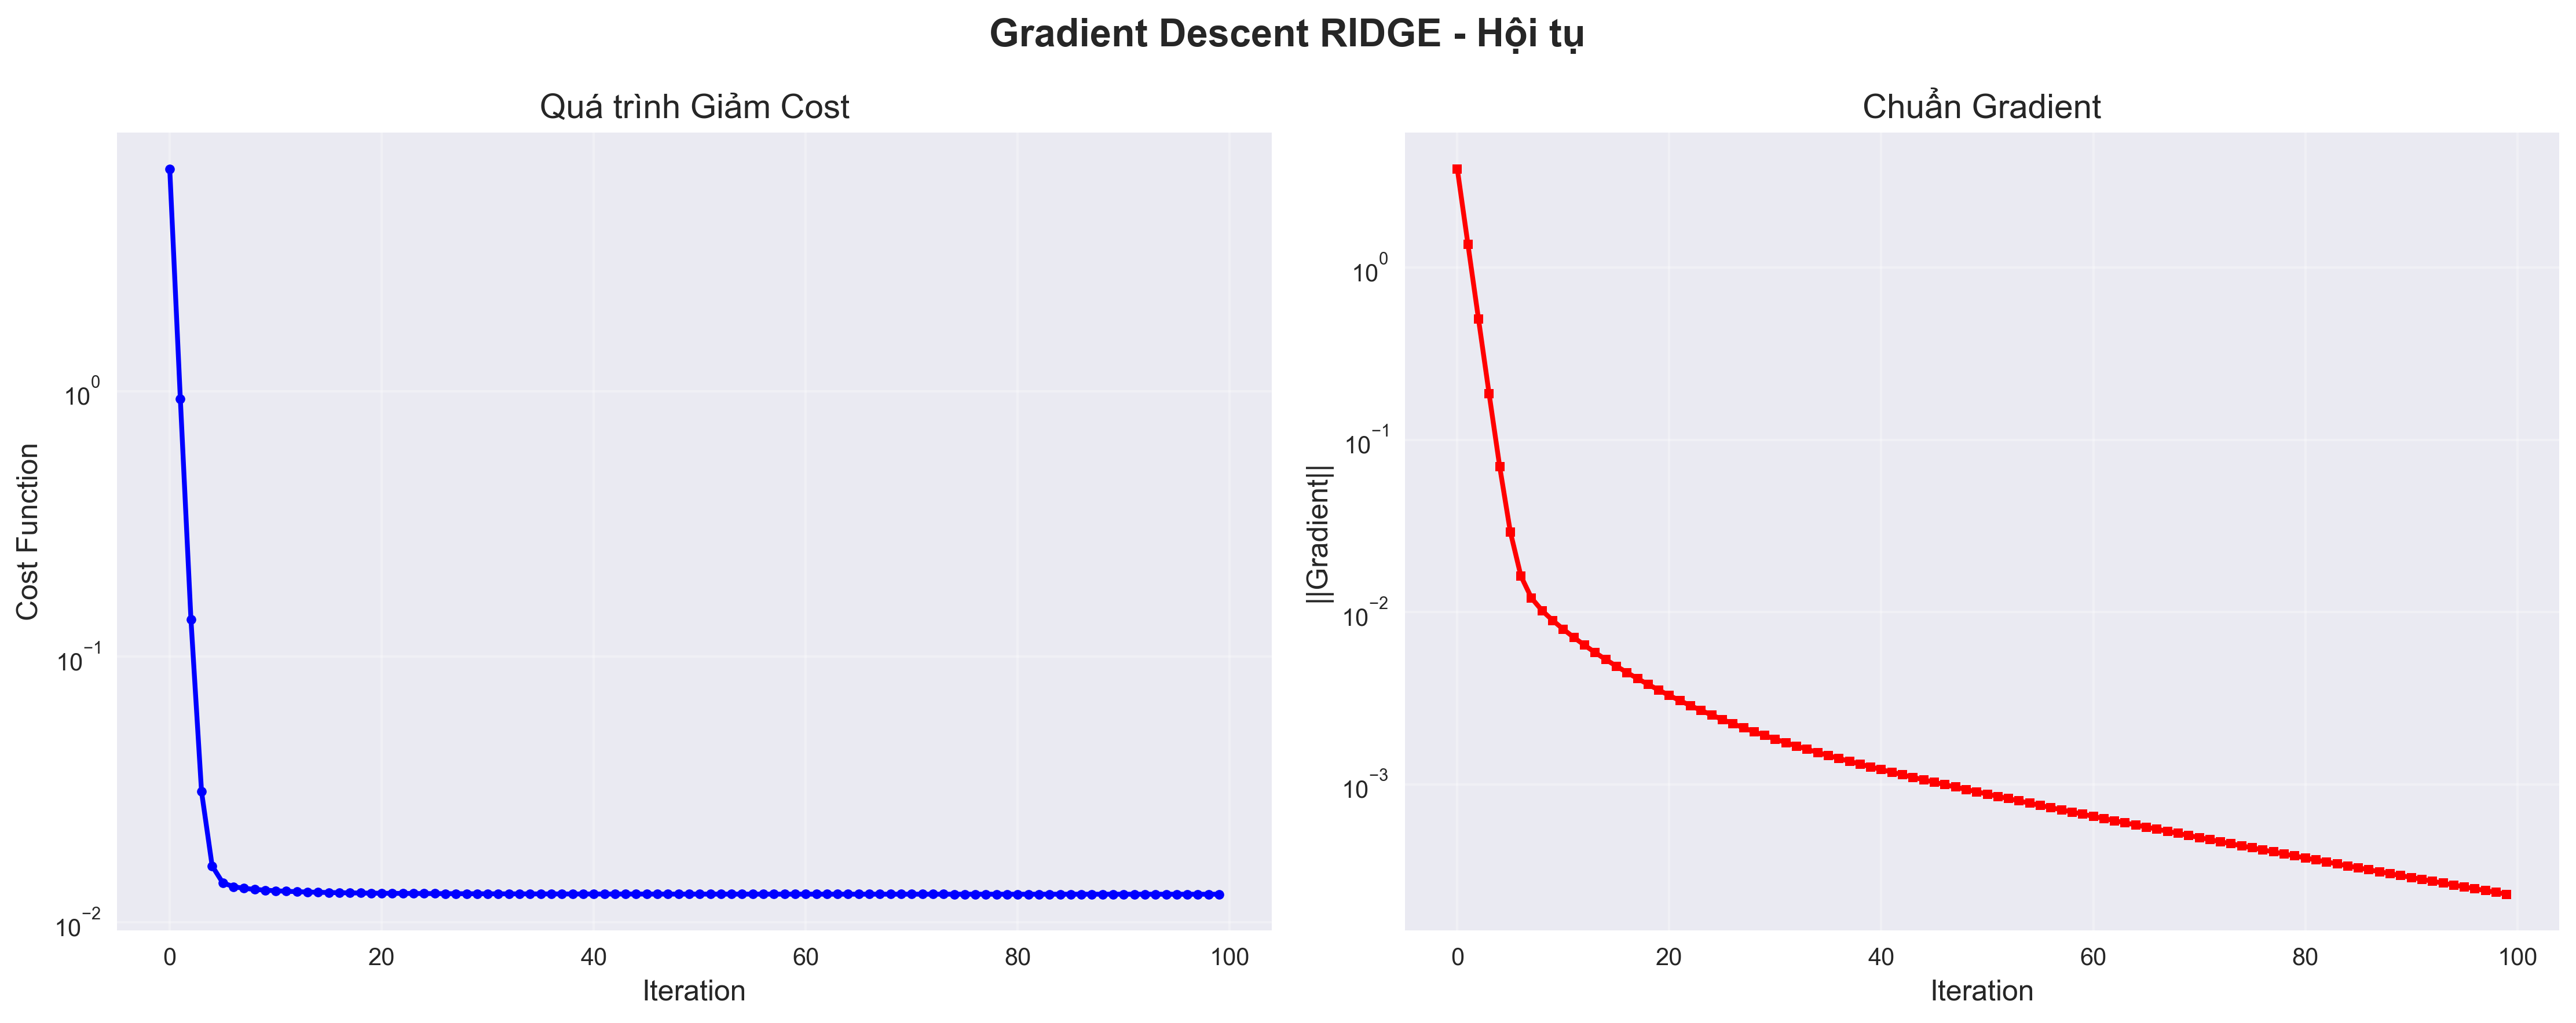 Gradient Descent RIDGE - Hội tụ
Quá trình Giảm Cost
Cost Function
10⁰
10⁻¹
10⁻²
0 20 40 60 80 100
Iteration
Chuẩn Gradient
||Gradient||
10⁰
10⁻¹
10⁻²
10⁻³
0 20 40 60 80 100
Iteration